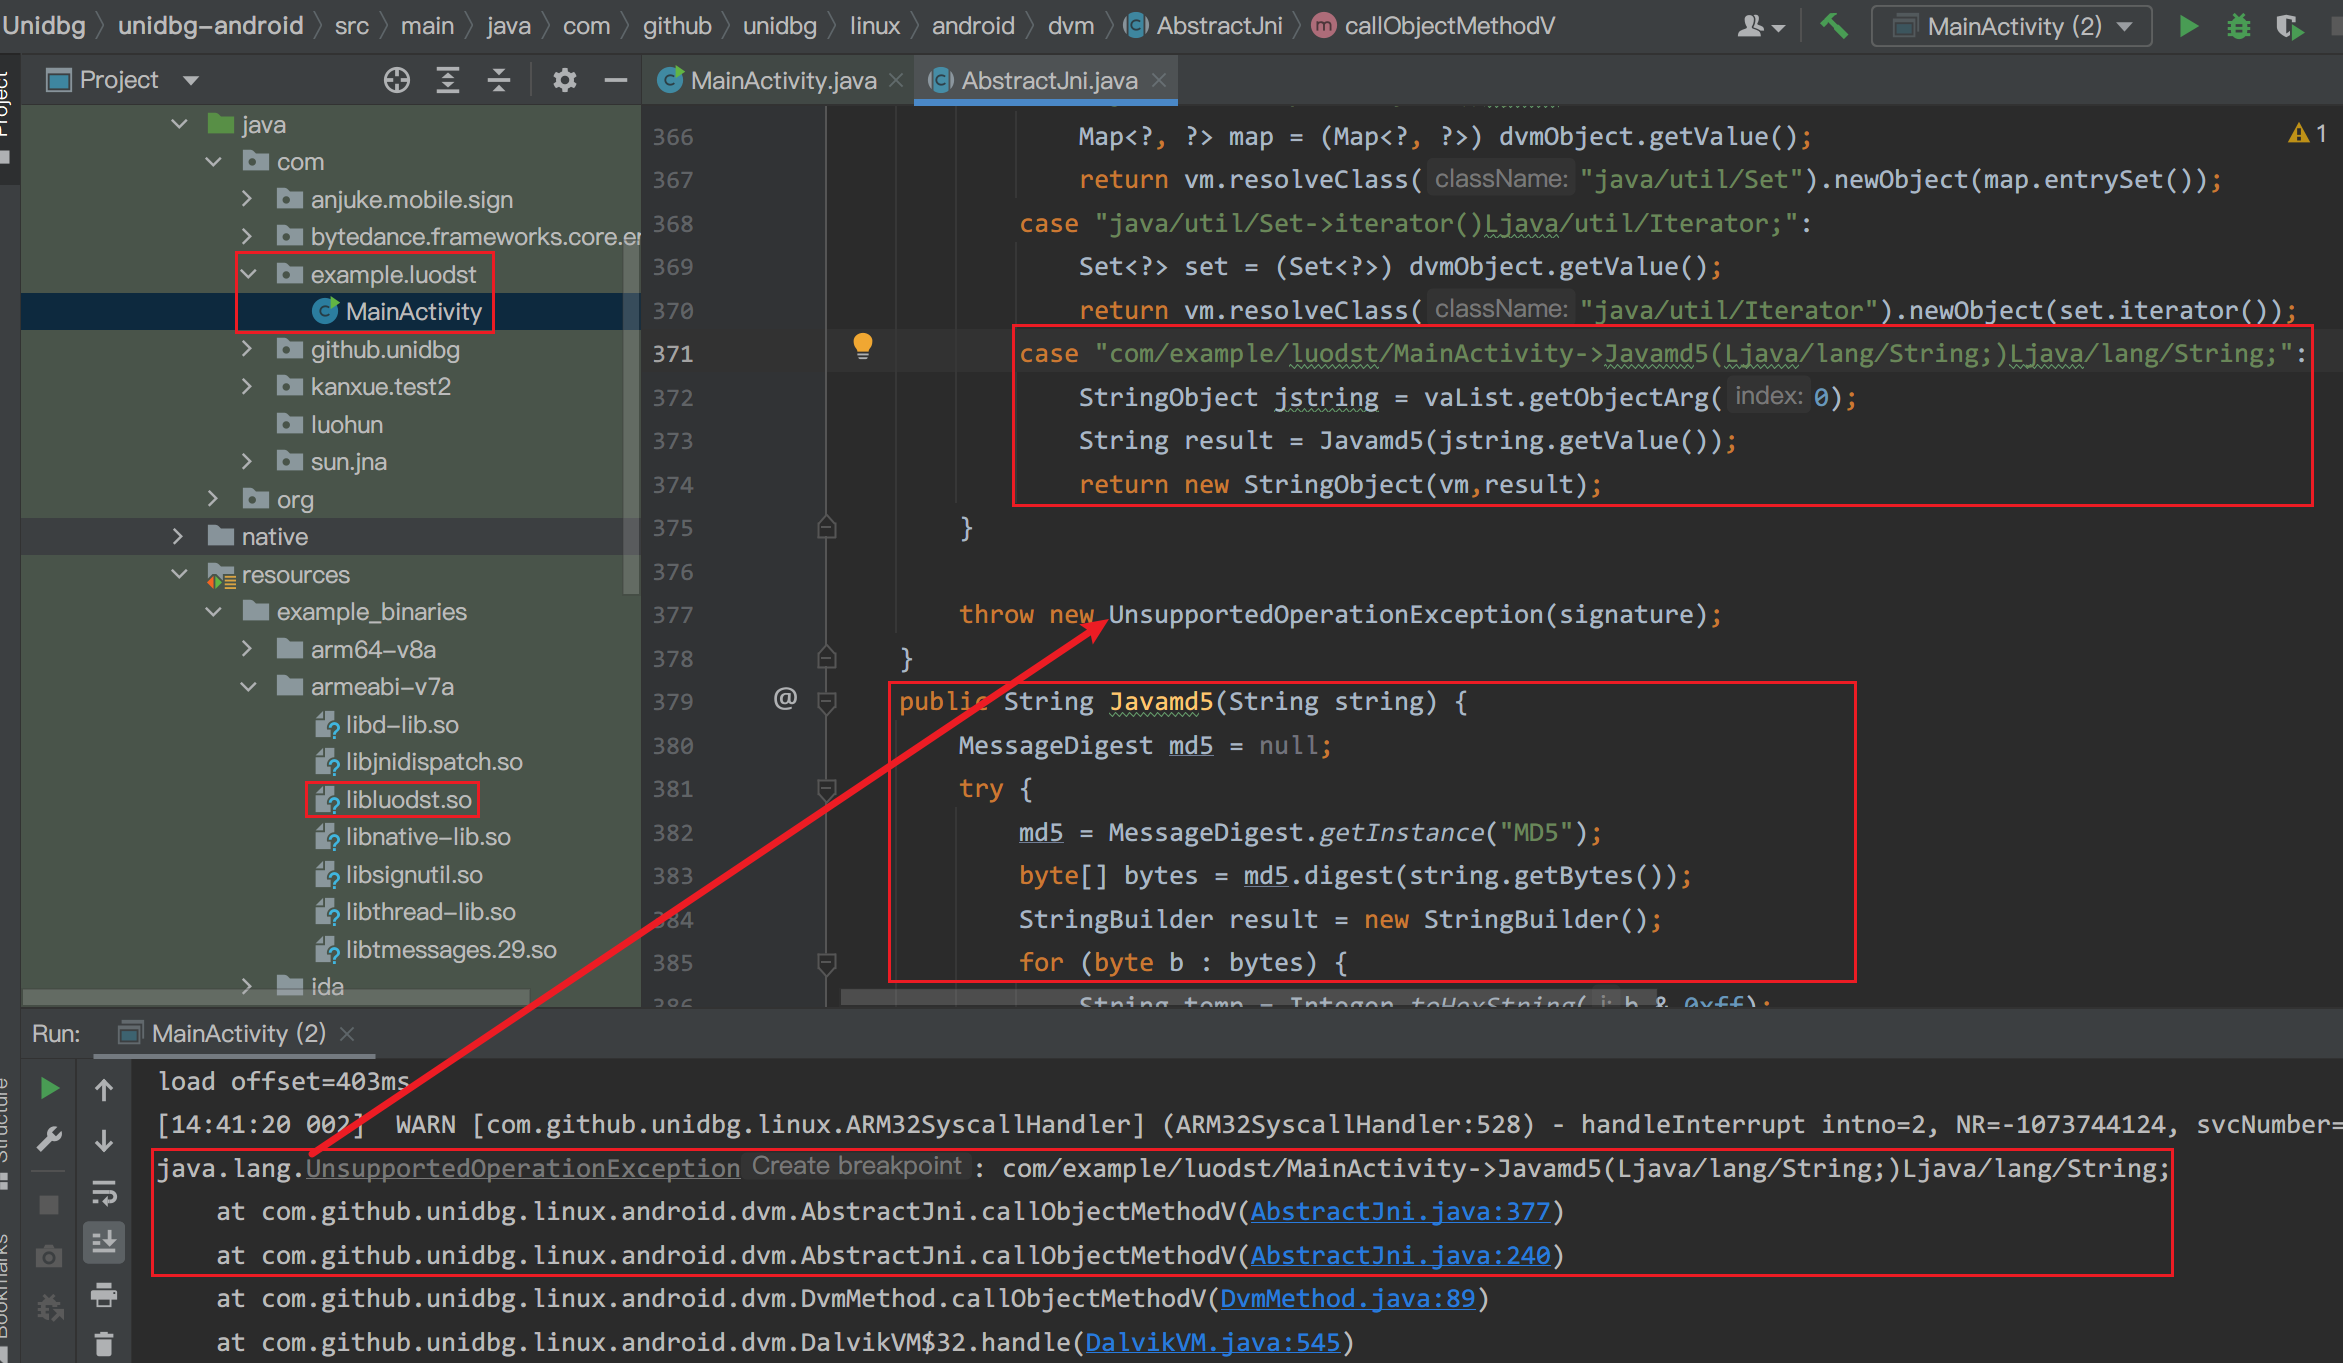 Unidbg unidbg-android src main java com github unidbg linux android dvm AbstractJni callObjectMethodV MainActivity (2)
Project
MainActivity.java AbstractJni.java
java
com
anjuke.mobile.sign
bytedance.frameworks.core.er
example.luodst
MainActivity
github.unidbg
kanxue.test2
luohun
sun.jna
org
native
resources
example_binaries
arm64-v8a
armeabi-v7a
libd-lib.so
libjnidispatch.so
libluodst.so
libnative-lib.so
libsignutil.so
libthread-lib.so
libtmessages.29.so
ida
1
366 Map<?, ?> map = (Map<?, ?>) dvmObject.getValue();
367 return vm.resolveClass( className: "java/util/Set").newObject(map.entrySet());
368 case "java/util/Set->iterator()Ljava/util/Iterator;":
369 Set<?> set = (Set<?>) dvmObject.getValue();
370 return vm.resolveClass( className: "java/util/Iterator").newObject(set.iterator());
371 case "com/example/luodst/MainActivity->Javamd5(Ljava/lang/String;)Ljava/lang/String;":
372 StringObject jstring = vaList.getObjectArg( index: 0);
373 String result = Javamd5(jstring.getValue());
374 return new StringObject(vm,result);
375 }
376
377 throw new UnsupportedOperationException(signature);
378 }
379 @ public String Javamd5(String string) {
380 MessageDigest md5 = null;
381 try {
382 md5 = MessageDigest.getInstance("MD5");
383 byte[] bytes = md5.digest(string.getBytes());
384 StringBuilder result = new StringBuilder();
385 for (byte b : bytes) {
386 String temp = Integer.toHexString( i: b & 0xff);
Run: MainActivity (2)
load offset=403ms
[14:41:20 002] WARN [com.github.unidbg.linux.ARM32SyscallHandler] (ARM32SyscallHandler:528) - handleInterrupt intno=2, NR=-1073744124, svcNumber=
java.lang.UnsupportedOperationException Create breakpoint : com/example/luodst/MainActivity->Javamd5(Ljava/lang/String;)Ljava/lang/String;
at com.github.unidbg.linux.android.dvm.AbstractJni.callObjectMethodV(AbstractJni.java:377)
at com.github.unidbg.linux.android.dvm.AbstractJni.callObjectMethodV(AbstractJni.java:240)
at com.github.unidbg.linux.android.dvm.DvmMethod.callObjectMethodV(DvmMethod.java:89)
at com.github.unidbg.linux.android.dvm.DalvikVM$32.handle(DalvikVM.java:545)
Project
Structure
Bookmarks